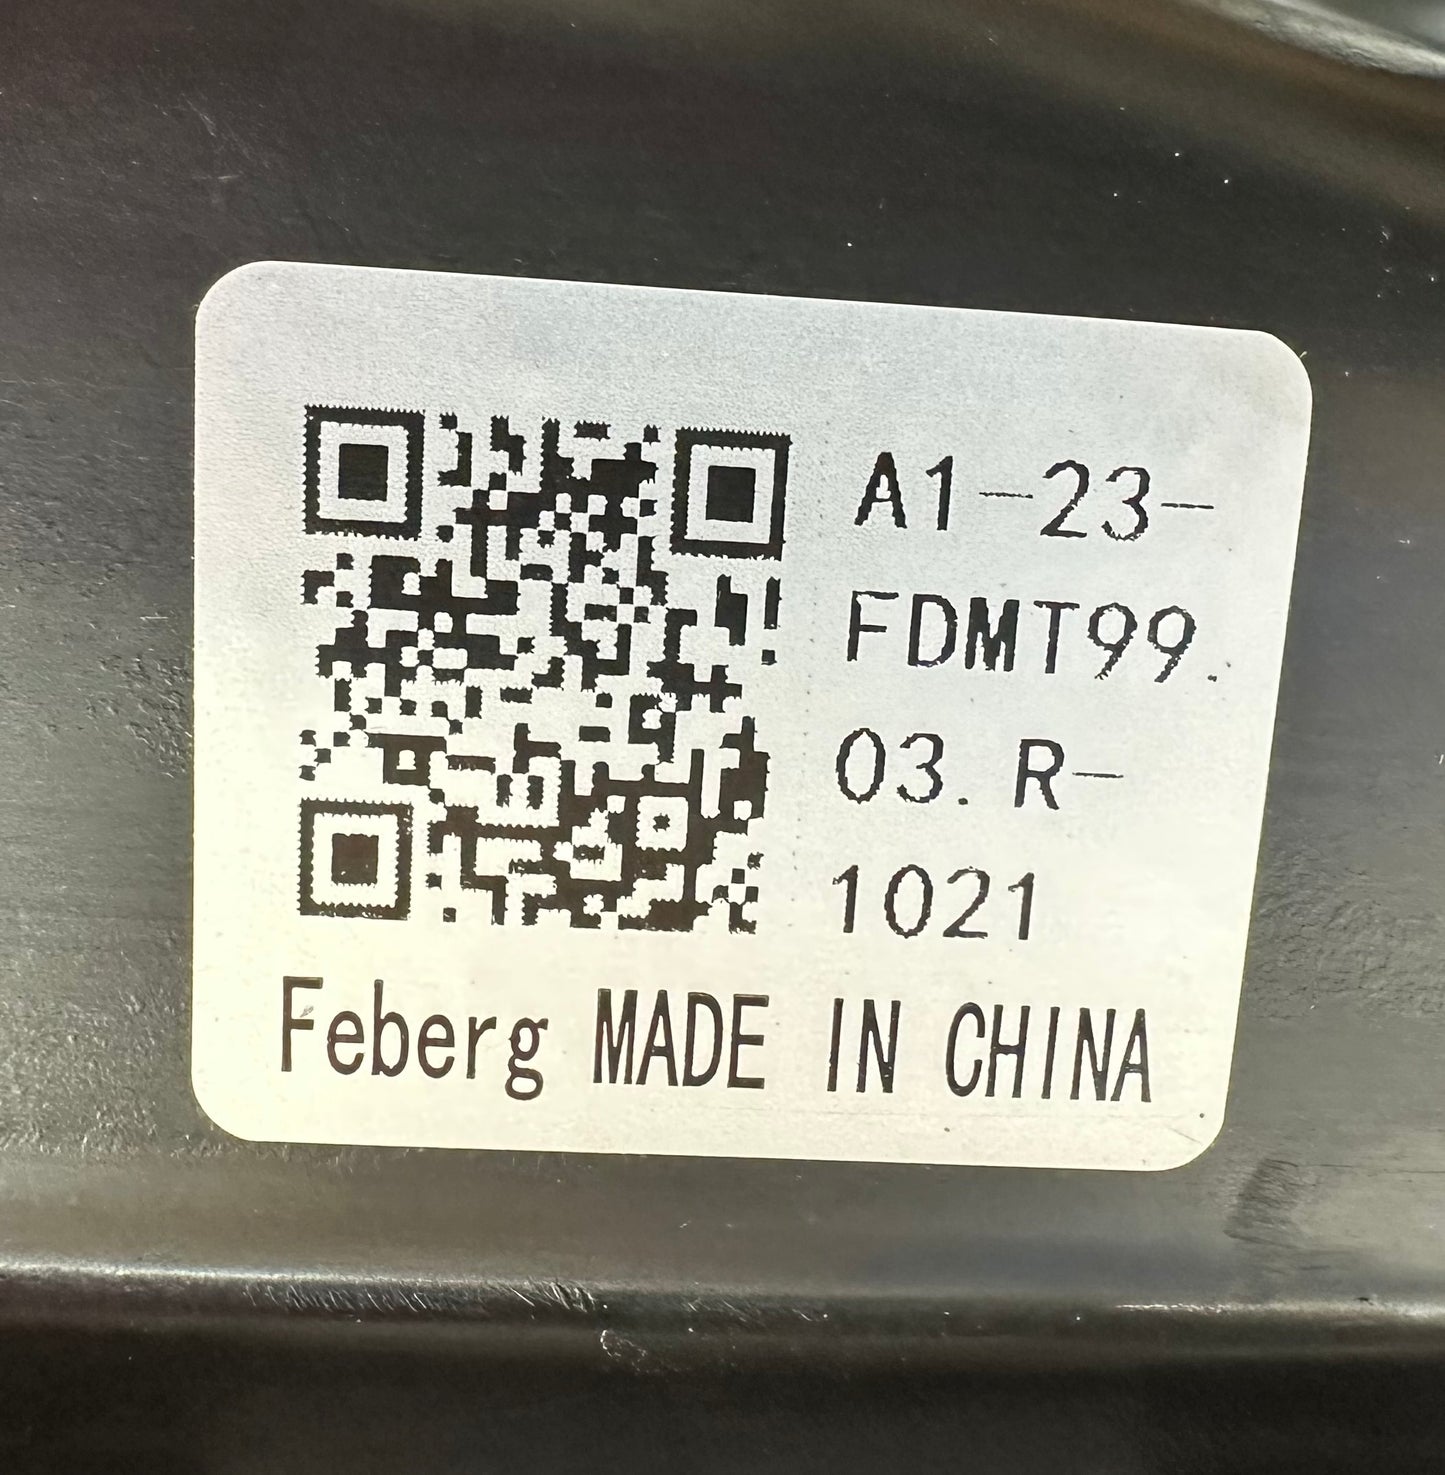 A1-23-
FDMT99.
03.R-
1021
Feberg MADE IN CHINA